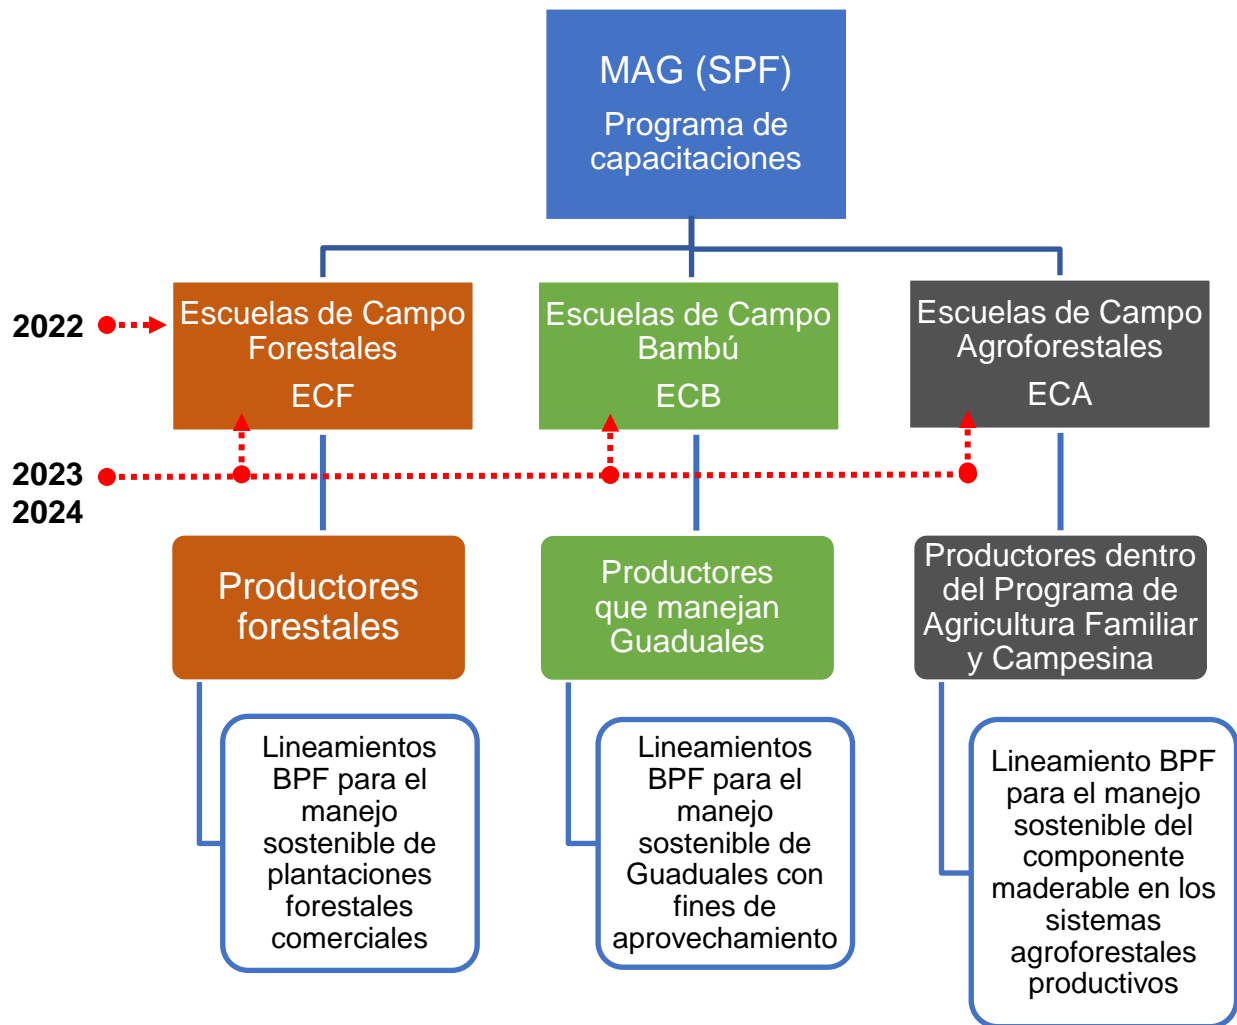 MAG (SPF)
Programa de
capacitaciones
2022
Escuelas de Campo
Forestales
ECF
Escuelas de Campo
Bambú
ECB
Escuelas de Campo
Agroforestales
ECA
2023
2024
Productores
forestales
Productores
que manejan
Guaduales
Productores dentro
del Programa de
Agricultura Familiar
y Campesina
Lineamientos
BPF para el
manejo
sostenible de
plantaciones
forestales
comerciales
Lineamientos
BPF para el
manejo
sostenible de
Guaduales con
fines de
aprovechamiento
Lineamiento BPF
para el manejo
sostenible del
componente
maderable en los
sistemas
agroforestales
productivos